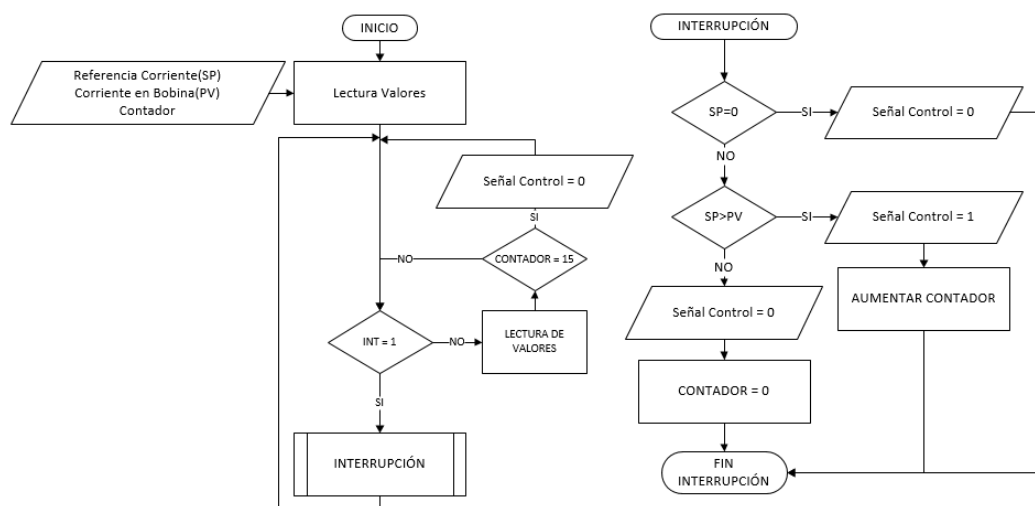 INICIO
Referencia Corriente(SP)
Corriente en Bobina(PV)
Contador
Lectura Valores
Señal Control = 0
SI
CONTADOR = 15
NO
INT = 1
NO
LECTURA DE
VALORES
SI
INTERRUPCIÓN
INTERRUPCIÓN
SP=0
SI
Señal Control = 0
NO
SP>PV
SI
Señal Control = 1
NO
AUMENTAR CONTADOR
Señal Control = 0
CONTADOR = 0
FIN
INTERRUPCIÓN